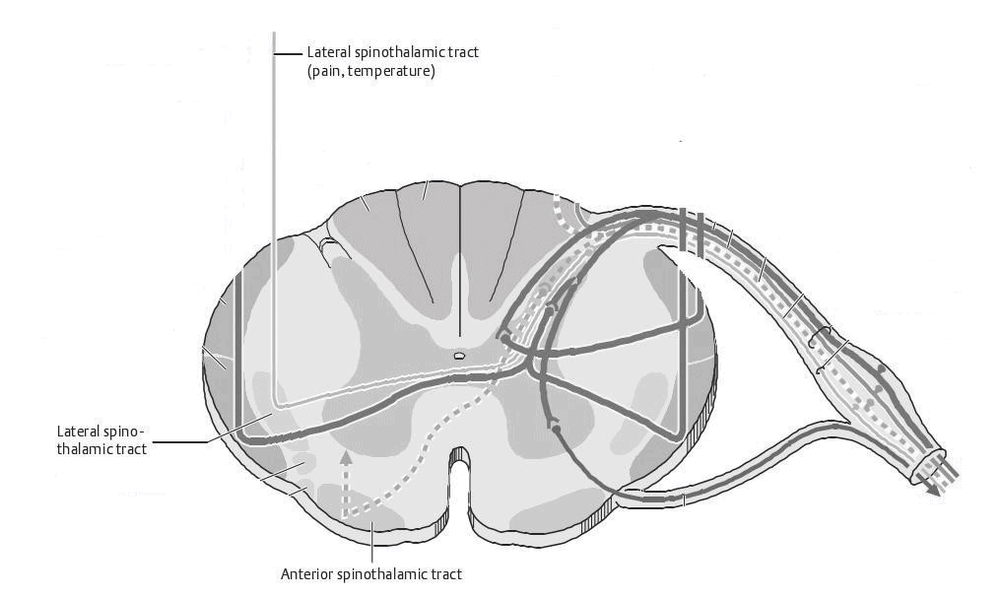 Lateral spinothalamic tract
(pain, temperature)
Lateral spino-
thalamic tract
Anterior spinothalamic tract